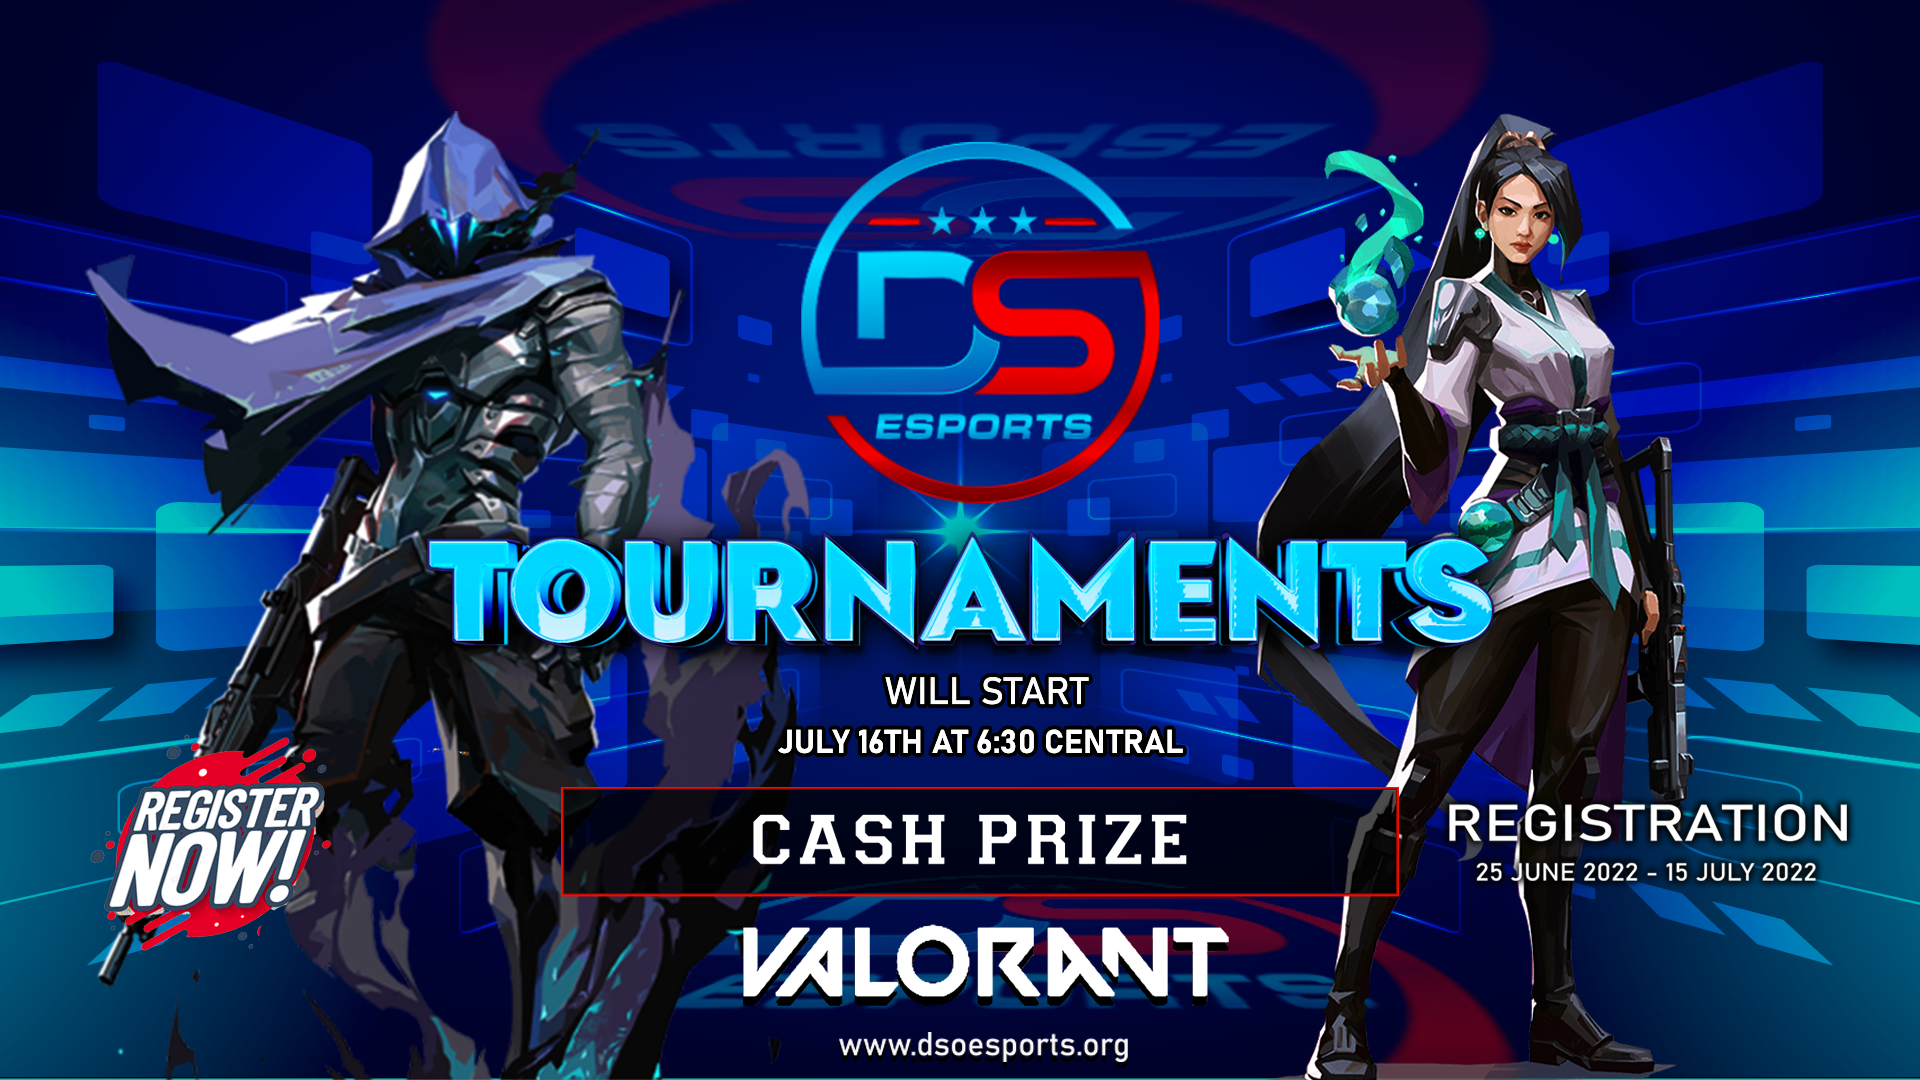 DS
ESPORTS
TOURNAMENTS
WILL START
JULY 16TH AT 6:30 CENTRAL
REGISTER
NOW!
CASH PRIZE
REGISTRATION
25 JUNE 2022 - 15 JULY 2022
VALORANT
www.dsoesports.org